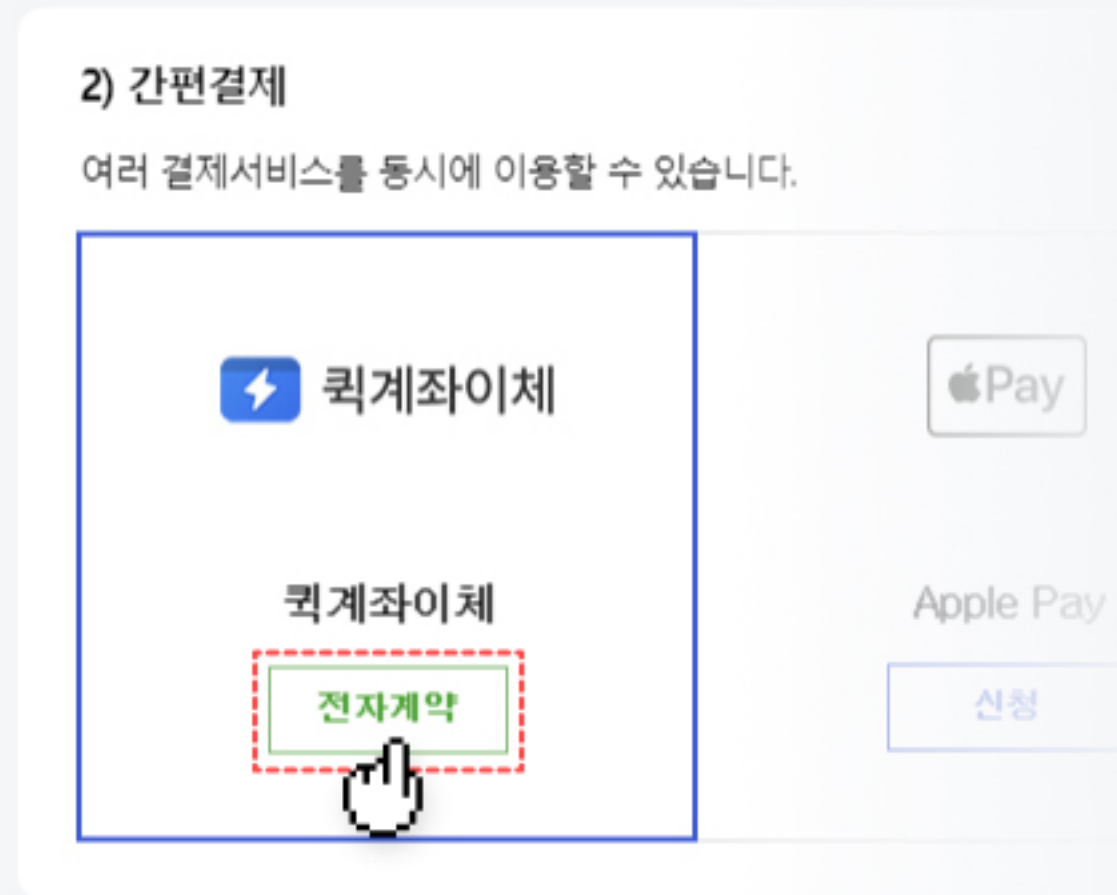 2) 간편결제
여러 결제서비스를 동시에 이용할 수 있습니다.
퀵계좌이체
Pay
퀵계좌이체
Apple Pay
전자계약
신청